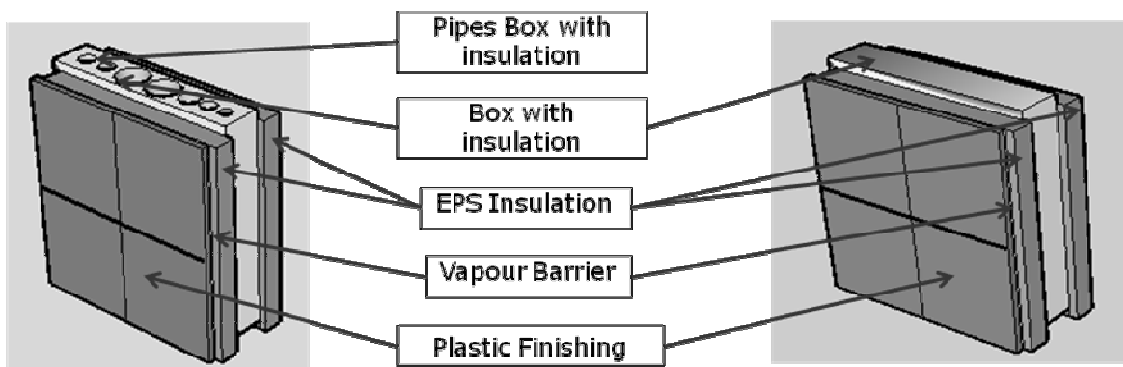 Pipes Box with
insulation
Box with
insulation
EPS Insulation
Vapour Barrier
Plastic Finishing